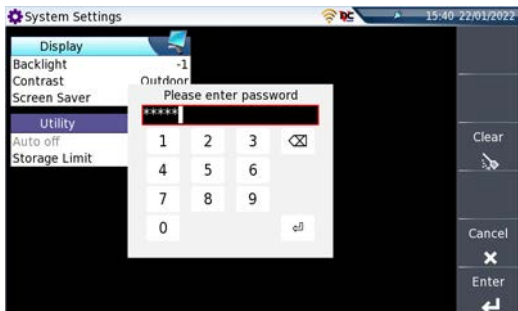 System Settings
DC
15:40 22/01/2022
Display
Backlight -1
Contrast Outdoor
Screen Saver
Utility
Auto off
Storage Limit
Please enter password
*****
1 2 3
4 5 6
7 8 9
0
Clear
Cancel
Enter